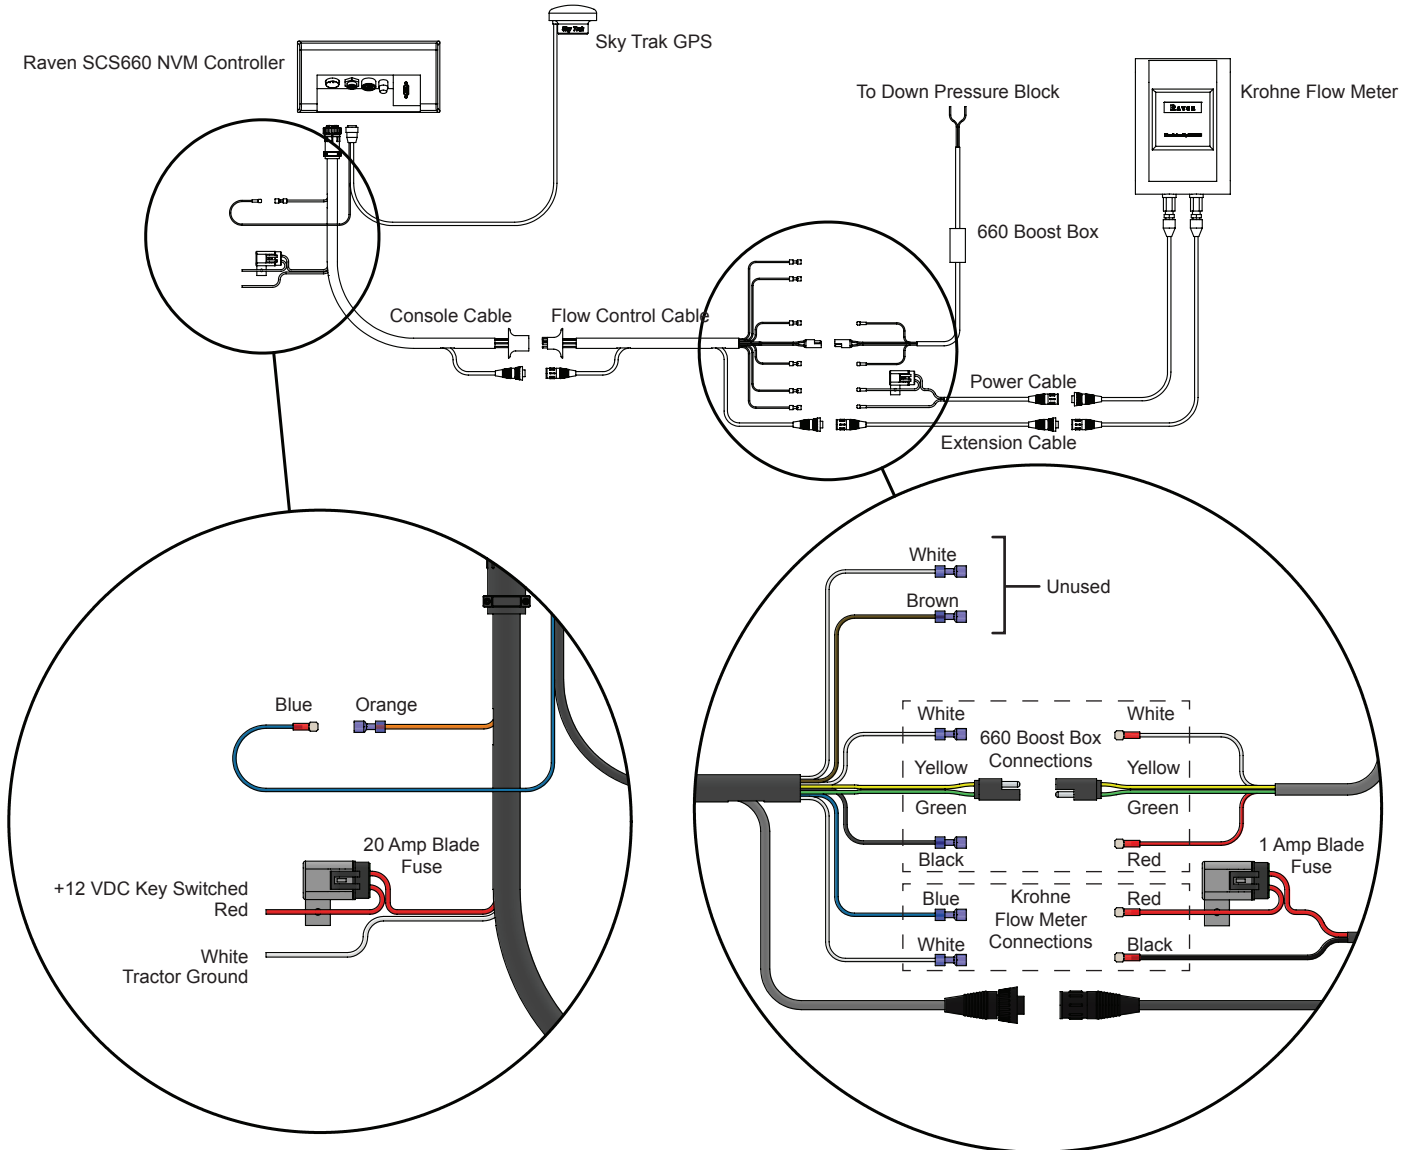 Sky Trak
Sky Trak GPS
Raven SCS660 NVM Controller
To Down Pressure Block
Krohne Flow Meter
RAVEN
660 Boost Box
Console Cable
Flow Control Cable
Power Cable
Extension Cable
Blue
Orange
20 Amp Blade
Fuse
+12 VDC Key Switched
Red
White
Tractor Ground
White
Unused
Brown
White
White
660 Boost Box
Connections
Yellow
Yellow
Green
Green
Black
Red
1 Amp Blade
Fuse
Blue
Krohne
Flow Meter
Connections
Red
White
Black